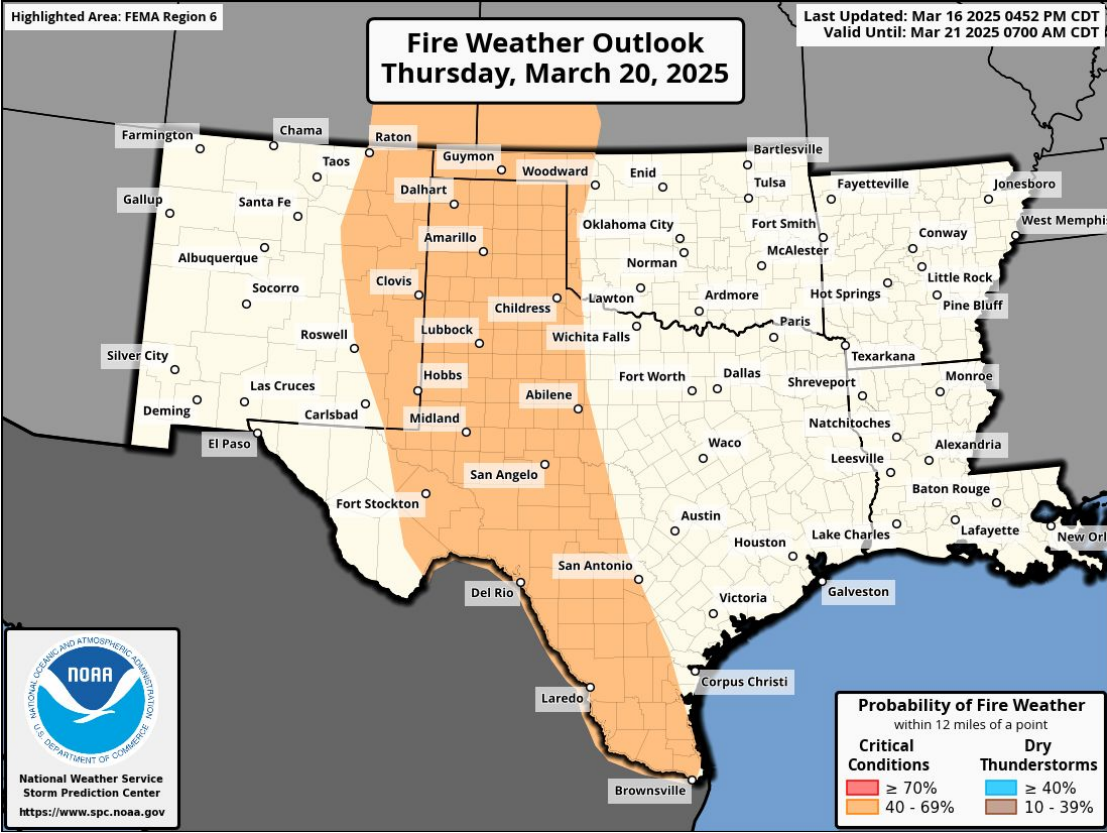 Highlighted Area: FEMA Region 6
Fire Weather Outlook
Thursday, March 20, 2025
Last Updated: Mar 16 2025 0452 PM CDT
Valid Until: Mar 21 2025 0700 AM CDT
Farmington
Chama
Raton
Taos
Guymon
Woodward
Enid
Bartlesville
Tulsa
Fayetteville
Jonesboro
Gallup
Santa Fe
Dalhart
Oklahoma City
Fort Smith
West Memphis
Albuquerque
Amarillo
Norman
McAlester
Conway
Little Rock
Socorro
Clovis
Childress
Lawton
Ardmore
Hot Springs
Pine Bluff
Roswell
Lubbock
Wichita Falls
Paris
Texarkana
Silver City
Las Cruces
Hobbs
Fort Worth
Dallas
Shreveport
Monroe
Deming
Carlsbad
Midland
Abilene
Natchitoches
El Paso
San Angelo
Waco
Leesville
Alexandria
Fort Stockton
Austin
Baton Rouge
Houston
Lake Charles
Lafayette
New Orl
San Antonio
Del Rio
Victoria
Galveston
Laredo
Corpus Christi
Brownsville
NATIONAL OCEANIC AND ATMOSPHERIC ADMINISTRATION
NOAA
U.S. DEPARTMENT OF COMMERCE
National Weather Service
Storm Prediction Center
https://www.spc.noaa.gov
Probability of Fire Weather
within 12 miles of a point
Critical
Conditions
≥ 70%
40 - 69%
Dry
Thunderstorms
≥ 40%
10 - 39%